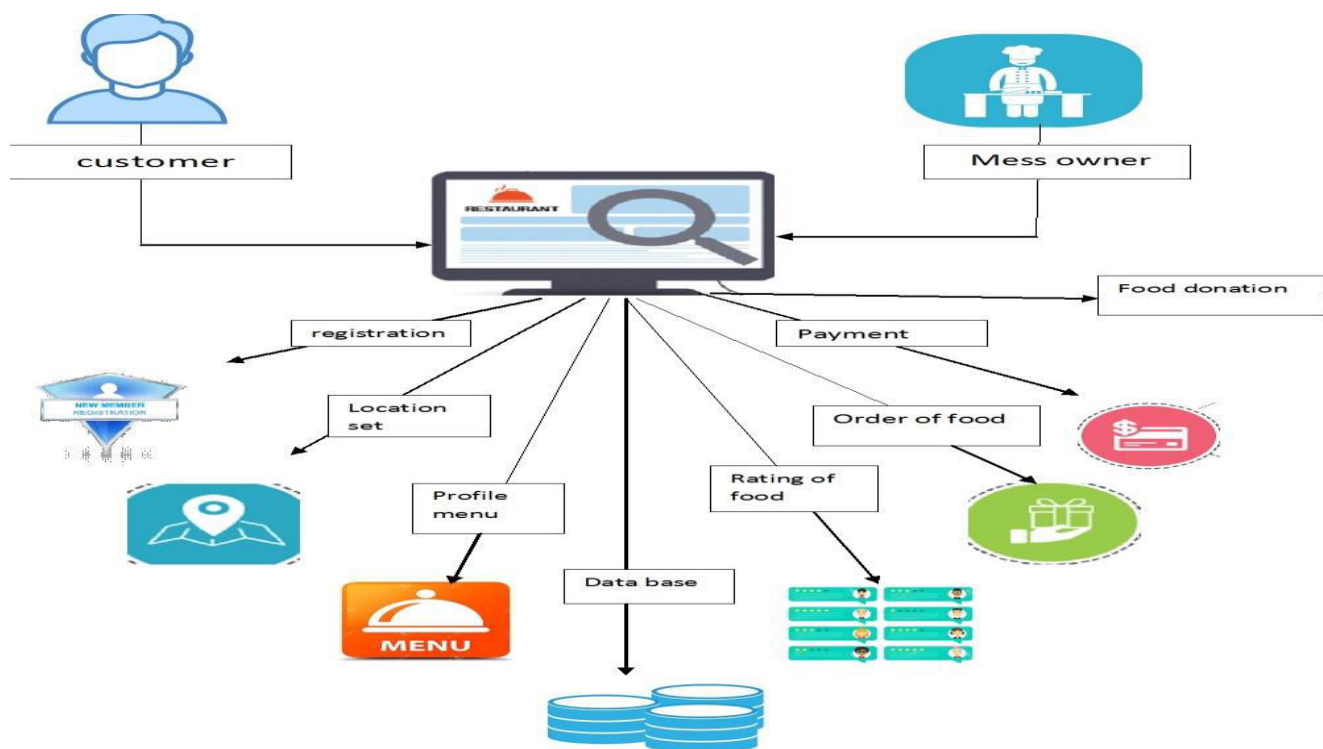 customer
Mess owner
RESTAURANT
Food donation
registration
Payment
NEW MEMBER
REGISTRATION
Location
set
Order of food
Profile
menu
Rating of
food
Data base
MENU
$